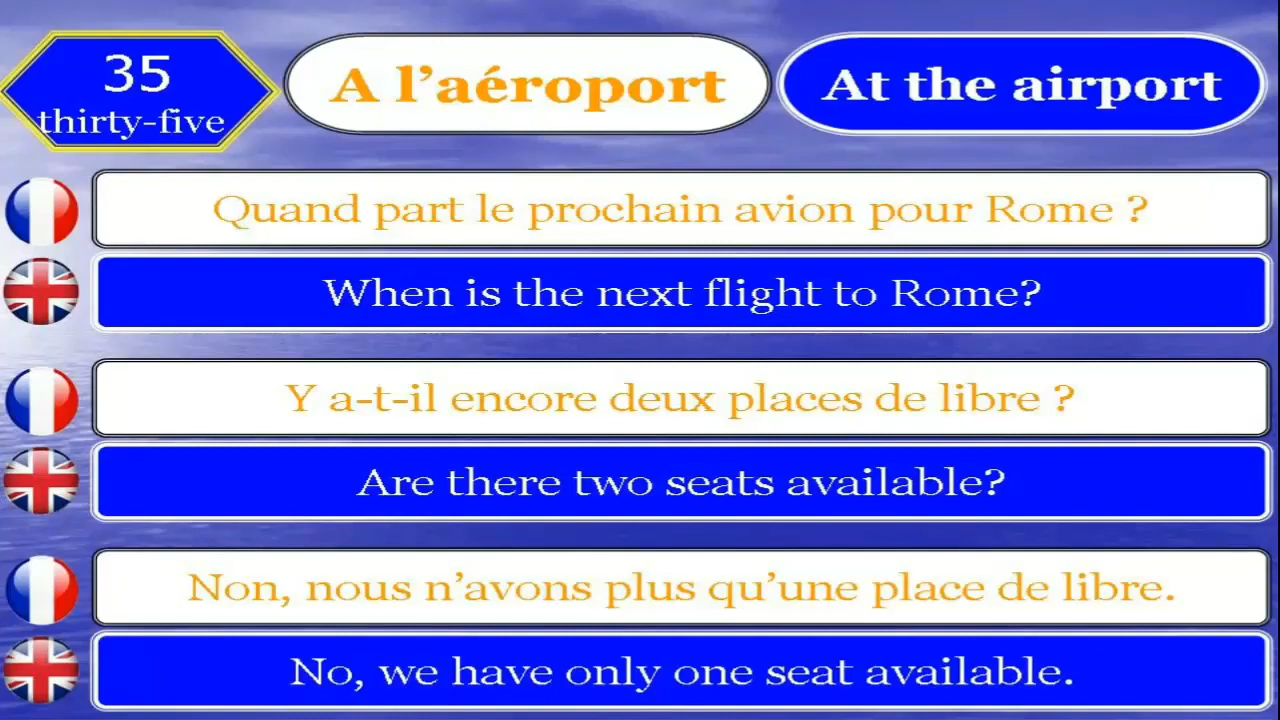 35
thirty-five
A l’aéroport
At the airport
Quand part le prochain avion pour Rome ?
When is the next flight to Rome?
Y a-t-il encore deux places de libre ?
Are there two seats available?
Non, nous n’avons plus qu’une place de libre.
No, we have only one seat available.